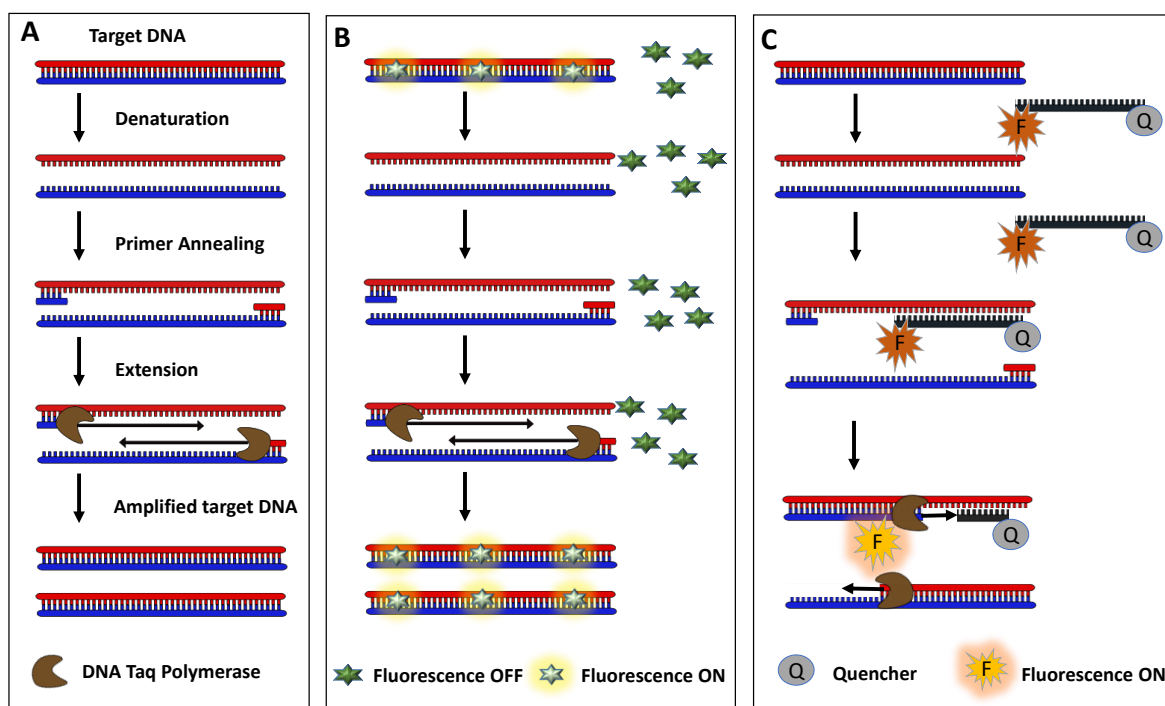 A
Target DNA
Denaturation
Primer Annealing
Extension
Amplified target DNA
DNA Taq Polymerase
B
Fluorescence OFF
Fluorescence ON
C
F
Q
F
Q
F
Q
F
Q
Q
Quencher
F
Fluorescence ON